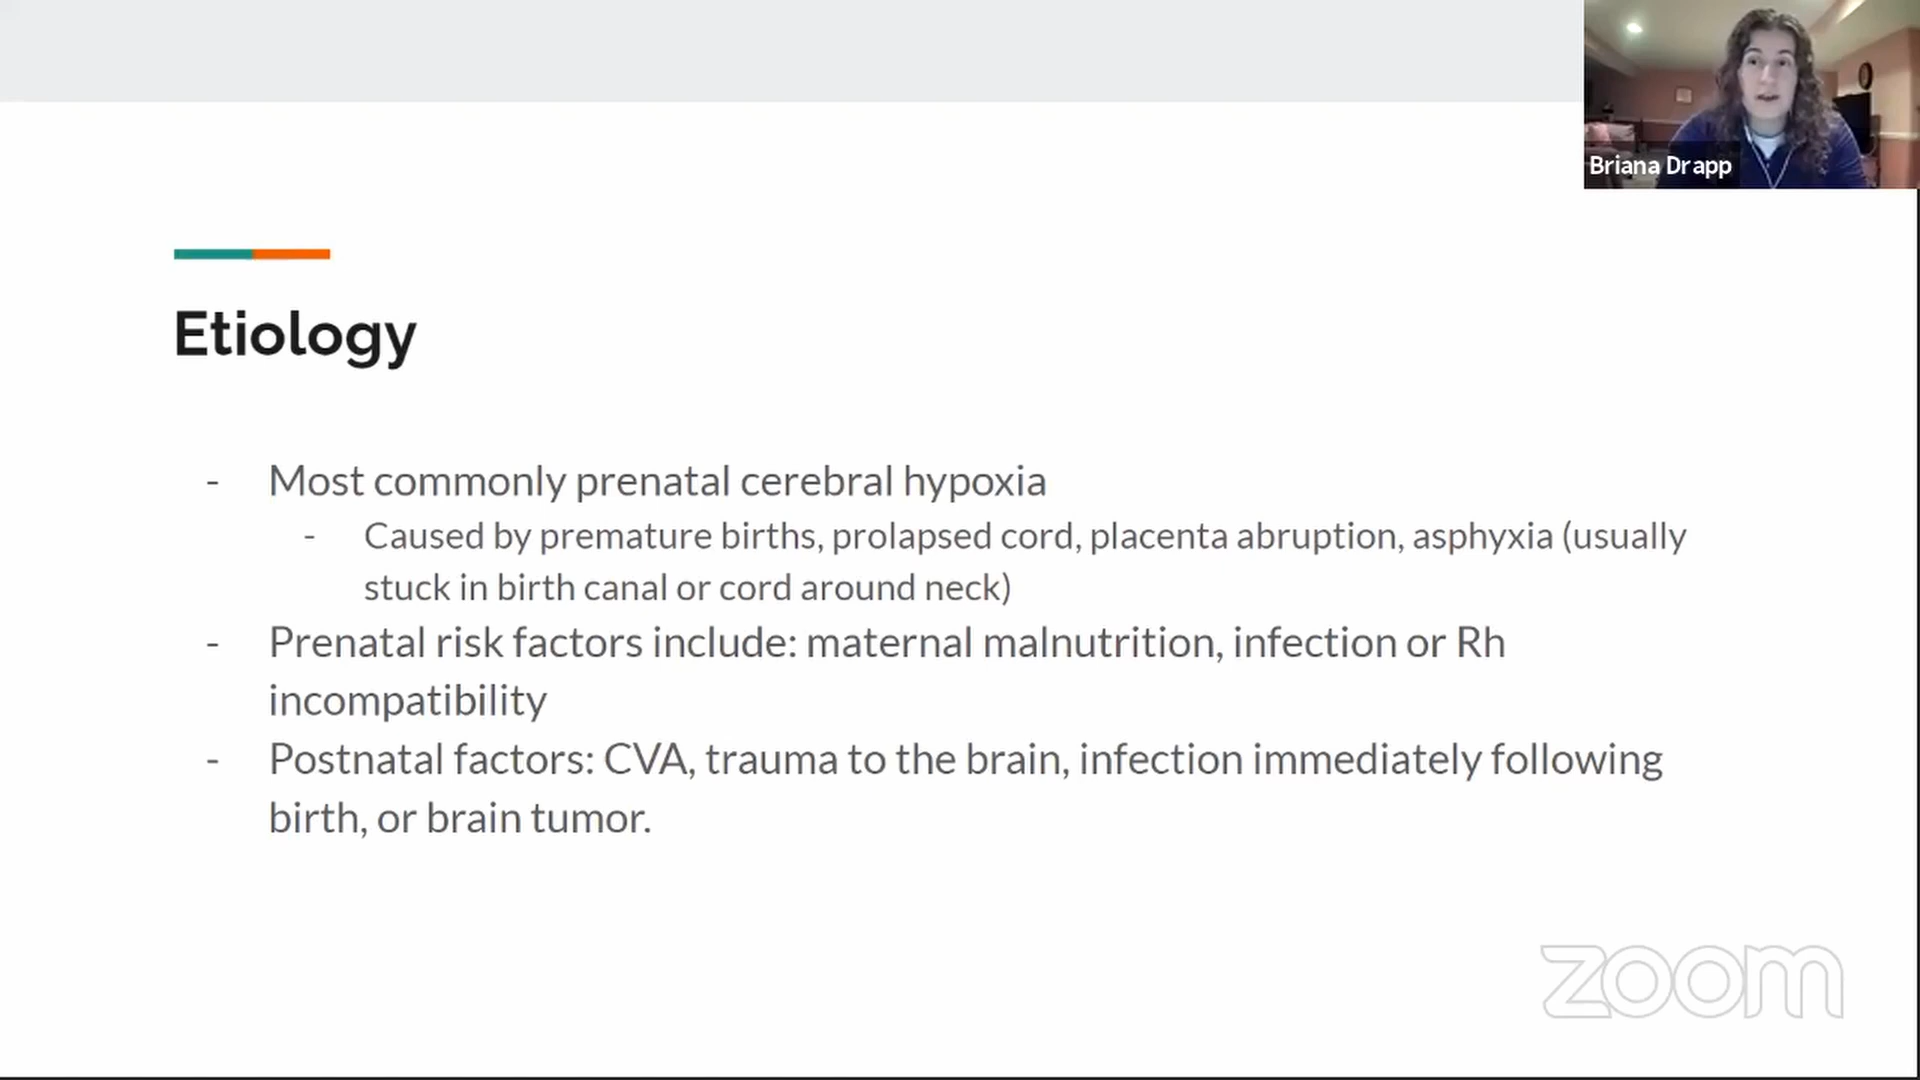 Briana Drapp
Etiology
- Most commonly prenatal cerebral hypoxia
- Caused by premature births, prolapsed cord, placenta abruption, asphyxia (usually
stuck in birth canal or cord around neck)
- Prenatal risk factors include: maternal malnutrition, infection or Rh
incompatibility
- Postnatal factors: CVA, trauma to the brain, infection immediately following
birth, or brain tumor.
zoom